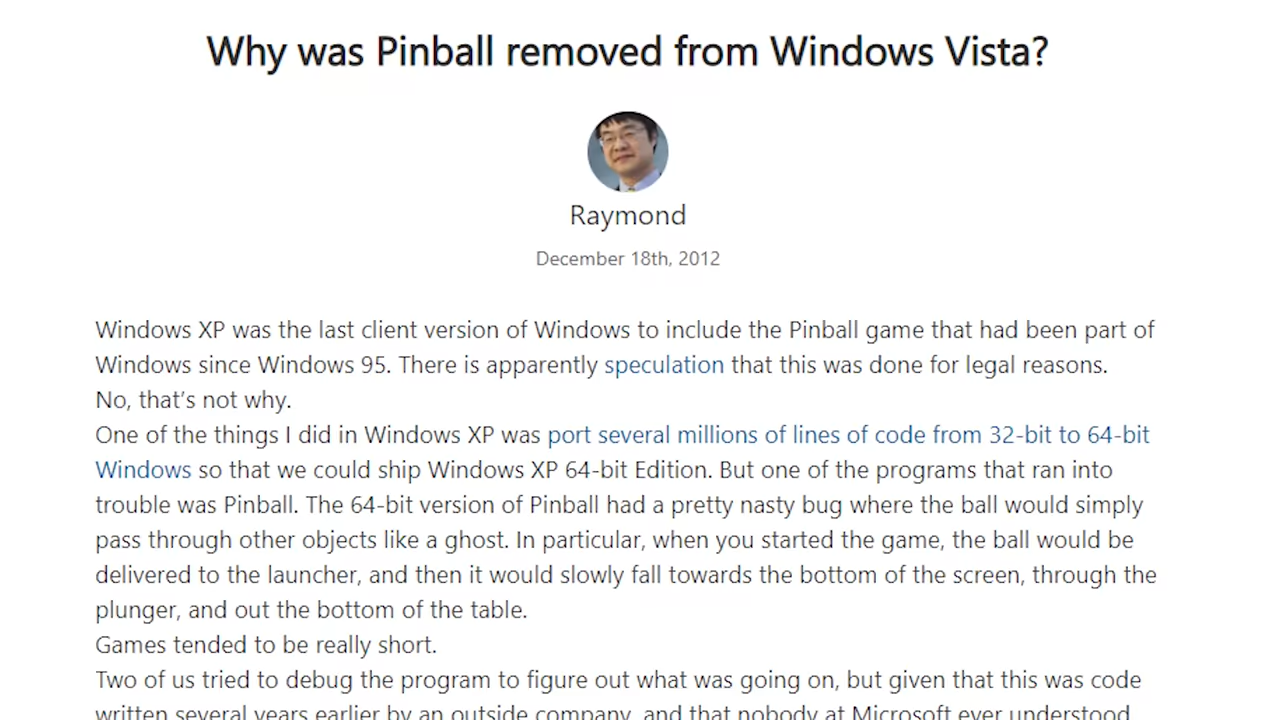 Why was Pinball removed from Windows Vista?
Raymond
December 18th, 2012
Windows XP was the last client version of Windows to include the Pinball game that had been part of
Windows since Windows 95. There is apparently speculation that this was done for legal reasons.
No, that’s not why.
One of the things I did in Windows XP was port several millions of lines of code from 32-bit to 64-bit
Windows so that we could ship Windows XP 64-bit Edition. But one of the programs that ran into
trouble was Pinball. The 64-bit version of Pinball had a pretty nasty bug where the ball would simply
pass through other objects like a ghost. In particular, when you started the game, the ball would be
delivered to the launcher, and then it would slowly fall towards the bottom of the screen, through the
plunger, and out the bottom of the table.
Games tended to be really short.
Two of us tried to debug the program to figure out what was going on, but given that this was code
written several years earlier by an outside company, and that nobody at Microsoft ever understood